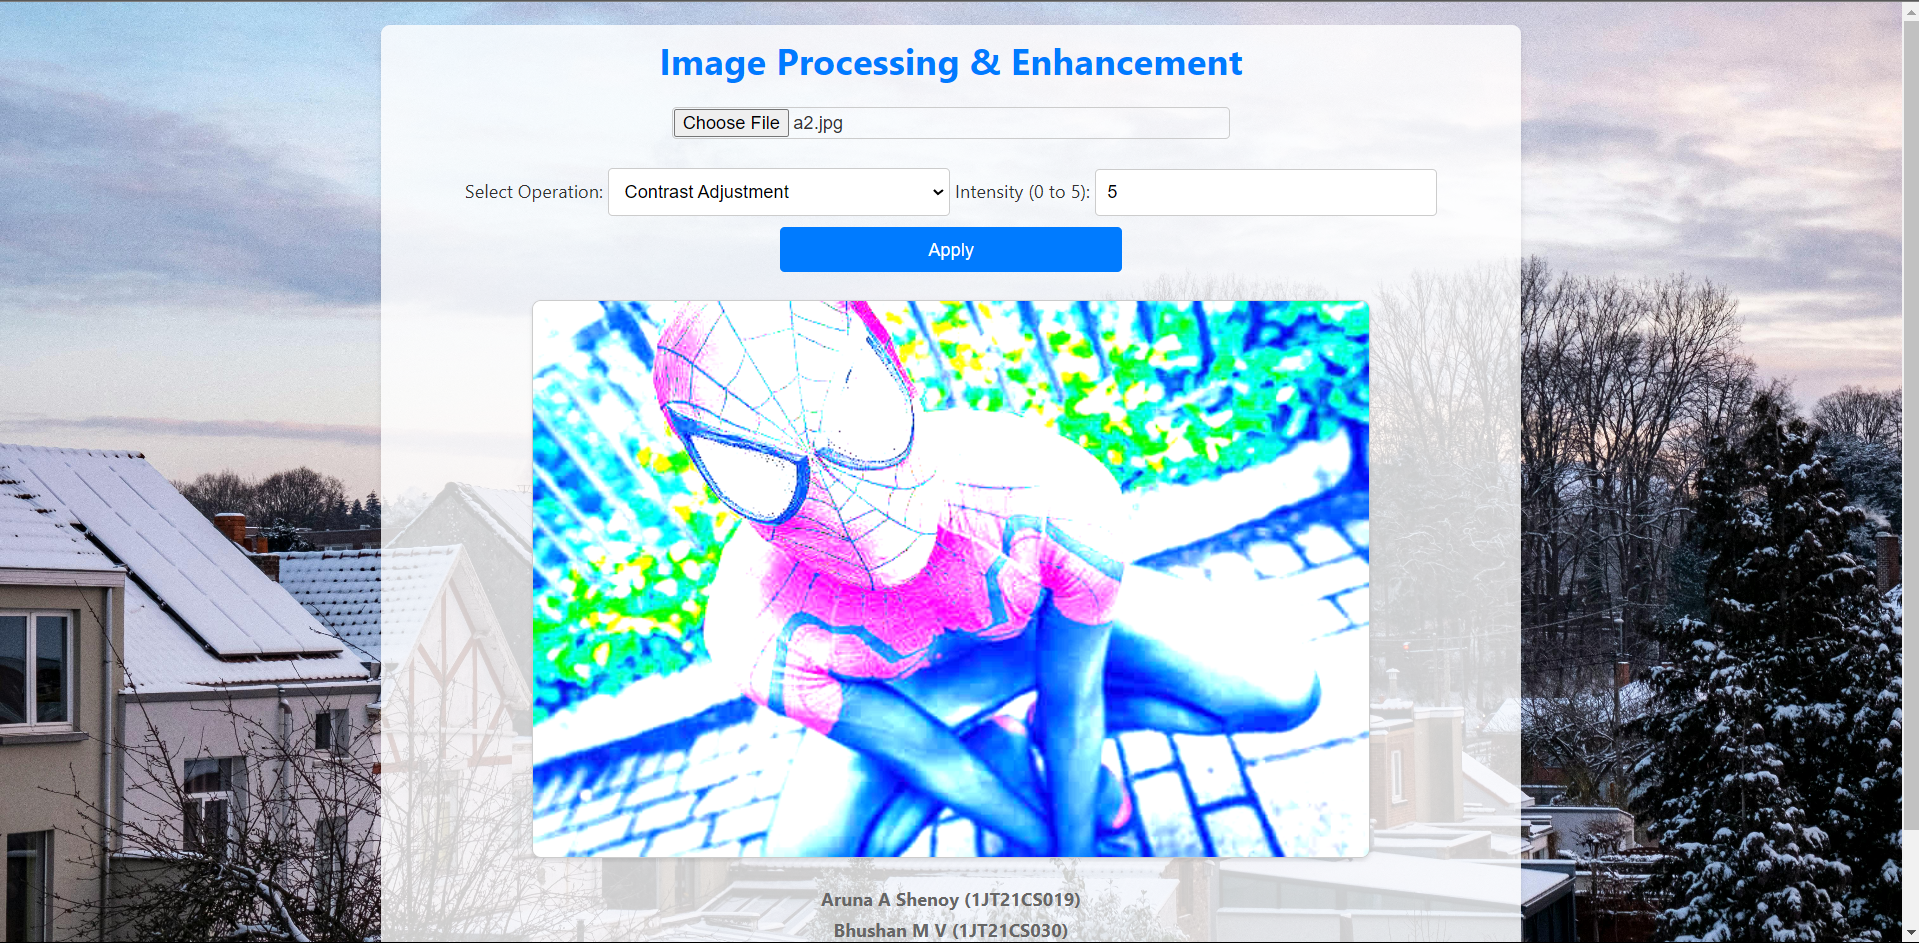 Image Processing & Enhancement
Choose File a2.jpg
Select Operation: Contrast Adjustment Intensity (0 to 5): 5
Apply
Aruna A Shenoy (1JT21CS019)
Bhushan M V (1JT21CS030)